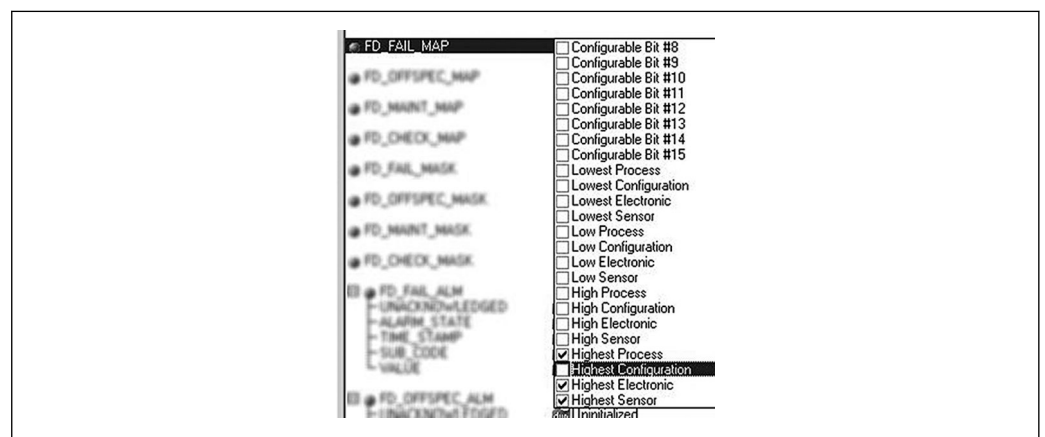 FD_FAIL_MAP
Configurable Bit #8
Configurable Bit #9
Configurable Bit #10
Configurable Bit #11
Configurable Bit #12
Configurable Bit #13
Configurable Bit #14
Configurable Bit #15
Lowest Process
Lowest Configuration
Lowest Electronic
Lowest Sensor
Low Process
Low Configuration
Low Electronic
Low Sensor
High Process
High Configuration
High Electronic
High Sensor
Highest Process
Highest Configuration
Highest Electronic
Highest Sensor
Uninitialized
FD_OFFSPEC_MAP
FD_MAINT_MAP
FD_CHECK_MAP
FD_FAIL_MASK
FD_OFFSPEC_MASK
FD_MAINT_MASK
FD_CHECK_MASK
FD_FAIL_ALM
UNACKNOWLEDGED
ALARM_STATE
TIME_STAMP
SUB_CODE
VALUE
FD_OFFSPEC_ALM
UNACKNOWLEDGED